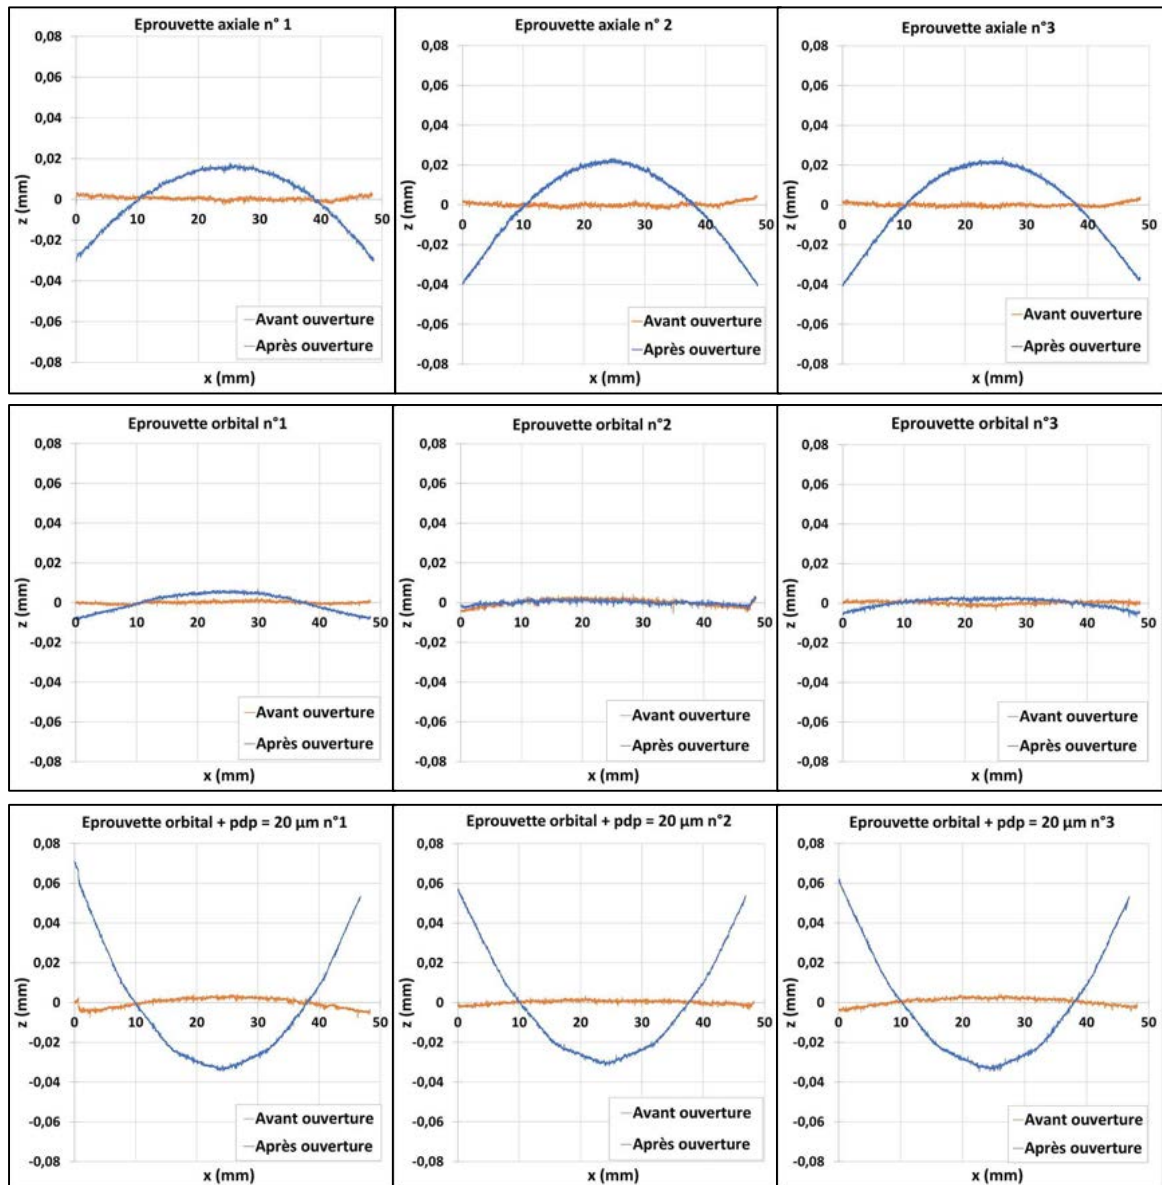 Eprouvette axiale n° 1
0,08
0,06
0,04
0,02
0
-0,02
-0,04
-0,06
-0,08
0 10 20 30 40 50
z (mm)
x (mm)
Avant ouverture
Après ouverture
Eprouvette axiale n° 2
0,08
0,06
0,04
0,02
0
-0,02
-0,04
-0,06
-0,08
0 10 20 30 40 50
z (mm)
x (mm)
Avant ouverture
Après ouverture
Eprouvette axiale n°3
0,08
0,06
0,04
0,02
0
-0,02
-0,04
-0,06
-0,08
0 10 20 30 40 50
z (mm)
x (mm)
Avant ouverture
Après ouverture
Eprouvette orbital n°1
0,08
0,06
0,04
0,02
0
-0,02
-0,04
-0,06
-0,08
0 10 20 30 40 50
z (mm)
x (mm)
Avant ouverture
Après ouverture
Eprouvette orbital n°2
0,08
0,06
0,04
0,02
0
-0,02
-0,04
-0,06
-0,08
0 10 20 30 40 50
z (mm)
x (mm)
Avant ouverture
Après ouverture
Eprouvette orbital n°3
0,08
0,06
0,04
0,02
0
-0,02
-0,04
-0,06
-0,08
0 10 20 30 40 50
z (mm)
x (mm)
Avant ouverture
Après ouverture
Eprouvette orbital + pdp = 20 µm n°1
0,08
0,06
0,04
0,02
0
-0,02
-0,04
-0,06
-0,08
0 10 20 30 40 50
z (mm)
x (mm)
Avant ouverture
Après ouverture
Eprouvette orbital + pdp = 20 µm n°2
0,08
0,06
0,04
0,02
0
-0,02
-0,04
-0,06
-0,08
0 10 20 30 40 50
z (mm)
x (mm)
Avant ouverture
Après ouverture
Eprouvette orbital + pdp = 20 µm n°3
0,08
0,06
0,04
0,02
0
-0,02
-0,04
-0,06
-0,08
0 10 20 30 40 50
z (mm)
x (mm)
Avant ouverture
Après ouverture